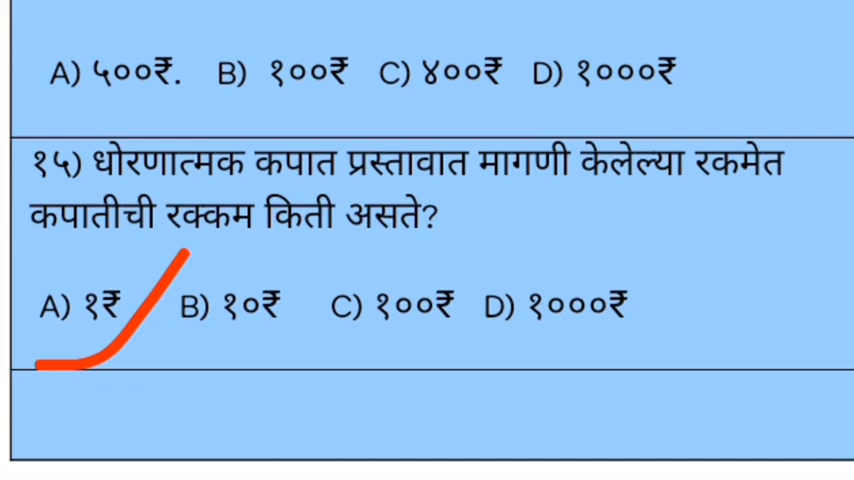 A) ५००₹. B) १००₹ C) ४००₹ D) १०००₹
१५) धोरणात्मक कपात प्रस्तावात मागणी केलेल्या रकमेत
कपातीची रक्कम किती असते?
A) १₹ B) १०₹ C) १००₹ D) १०००₹